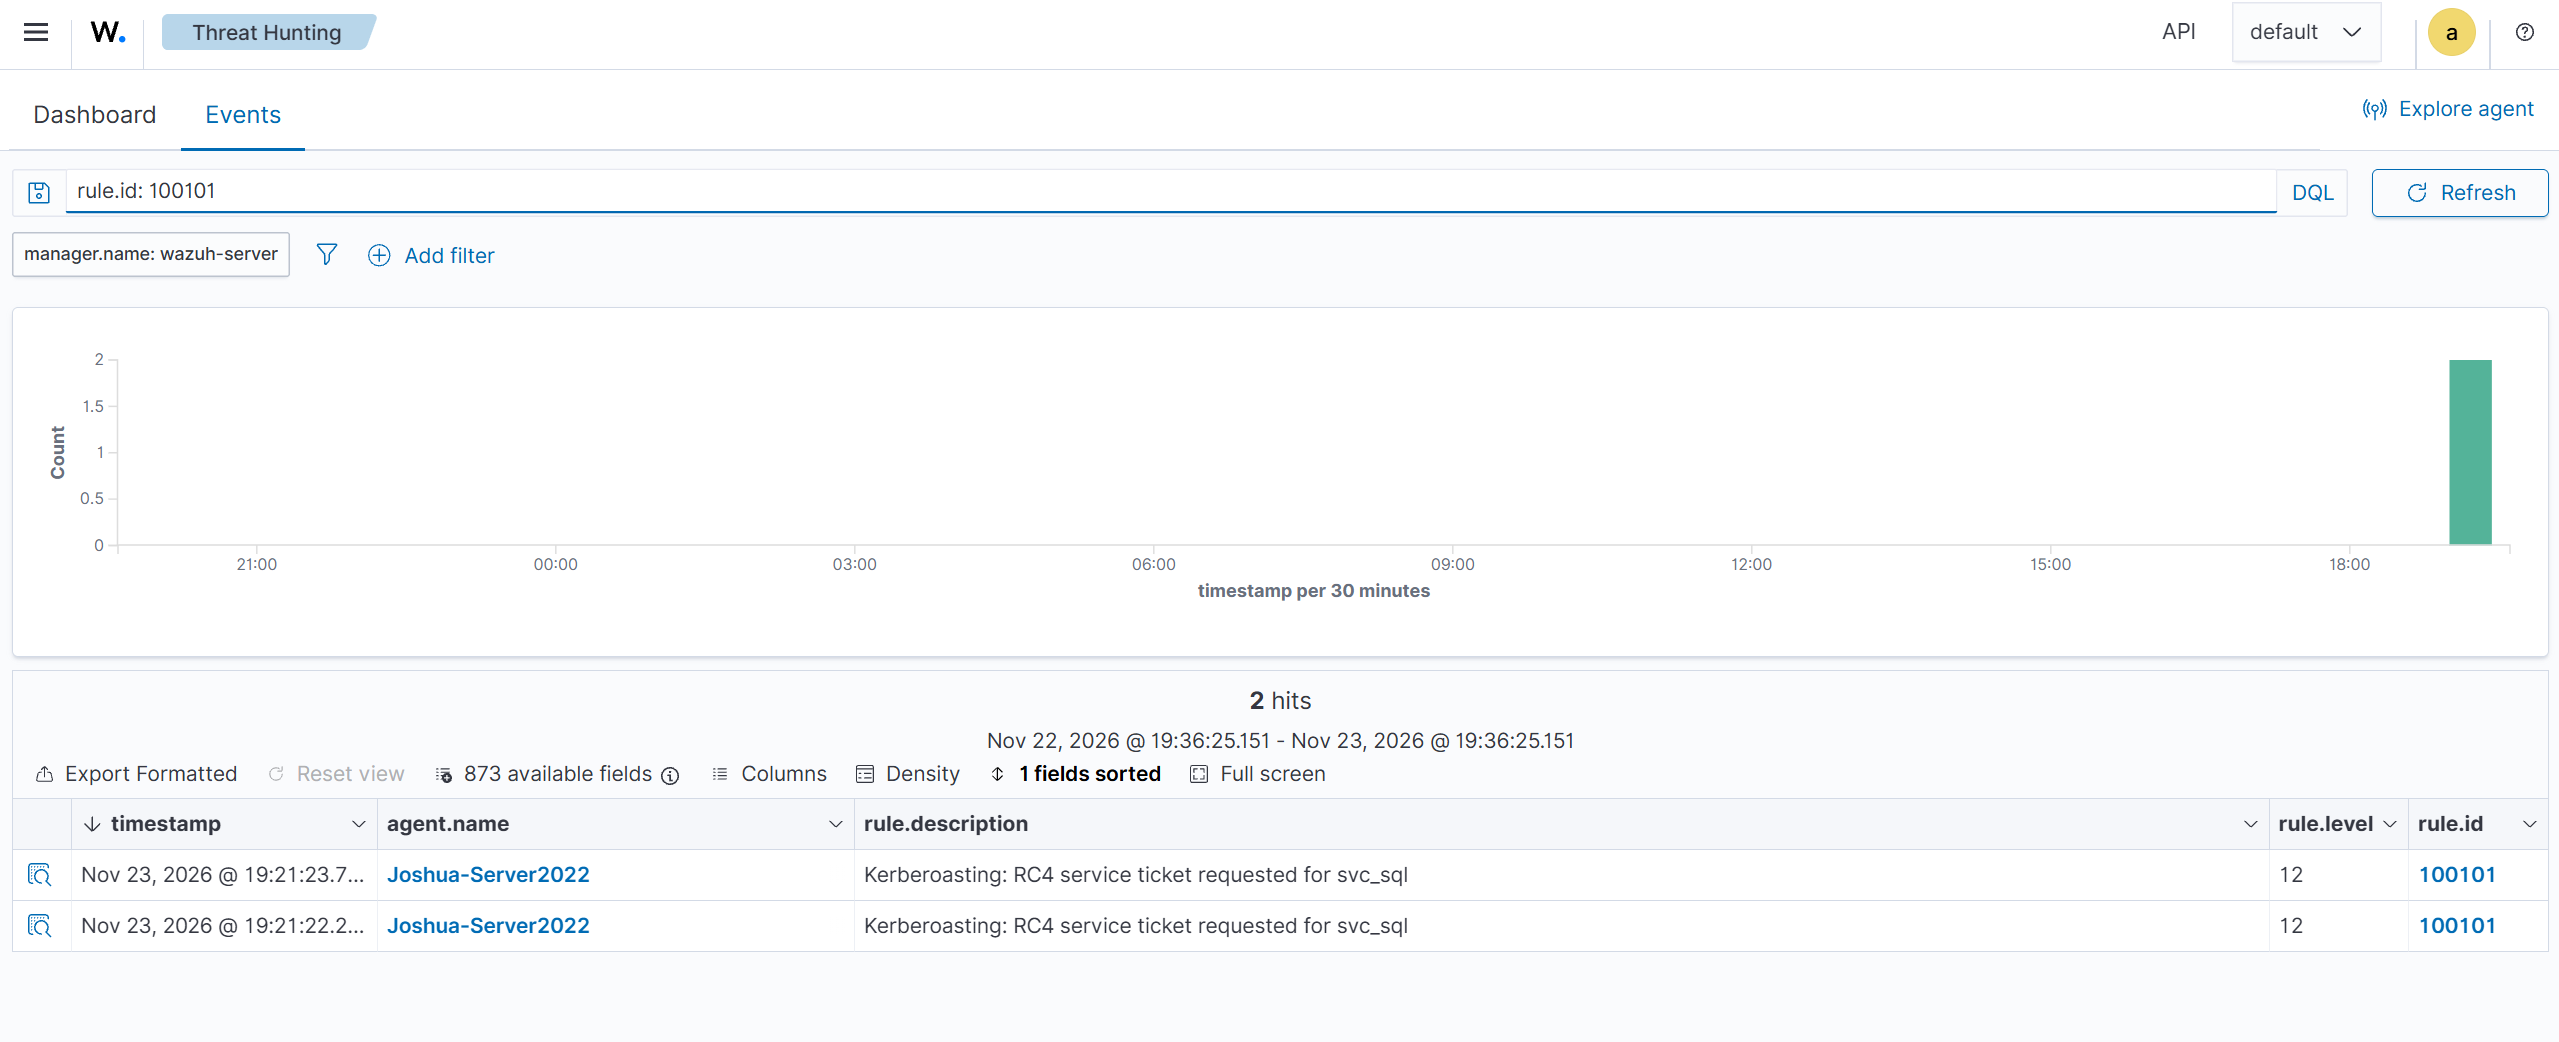 W. Threat Hunting API default a
Dashboard Events Explore agent
rule.id: 100101 DQL Refresh
manager.name: wazuh-server Add filter
2
1.5
1
0.5
0
Count
21:00 00:00 03:00 06:00 09:00 12:00 15:00 18:00
timestamp per 30 minutes
2 hits
Nov 22, 2026 @ 19:36:25.151 - Nov 23, 2026 @ 19:36:25.151
Export Formatted Reset view 873 available fields Columns Density 1 fields sorted Full screen
timestamp agent.name rule.description rule.level rule.id
Nov 23, 2026 @ 19:21:23.7... Joshua-Server2022 Kerberoasting: RC4 service ticket requested for svc_sql 12 100101
Nov 23, 2026 @ 19:21:22.2... Joshua-Server2022 Kerberoasting: RC4 service ticket requested for svc_sql 12 100101